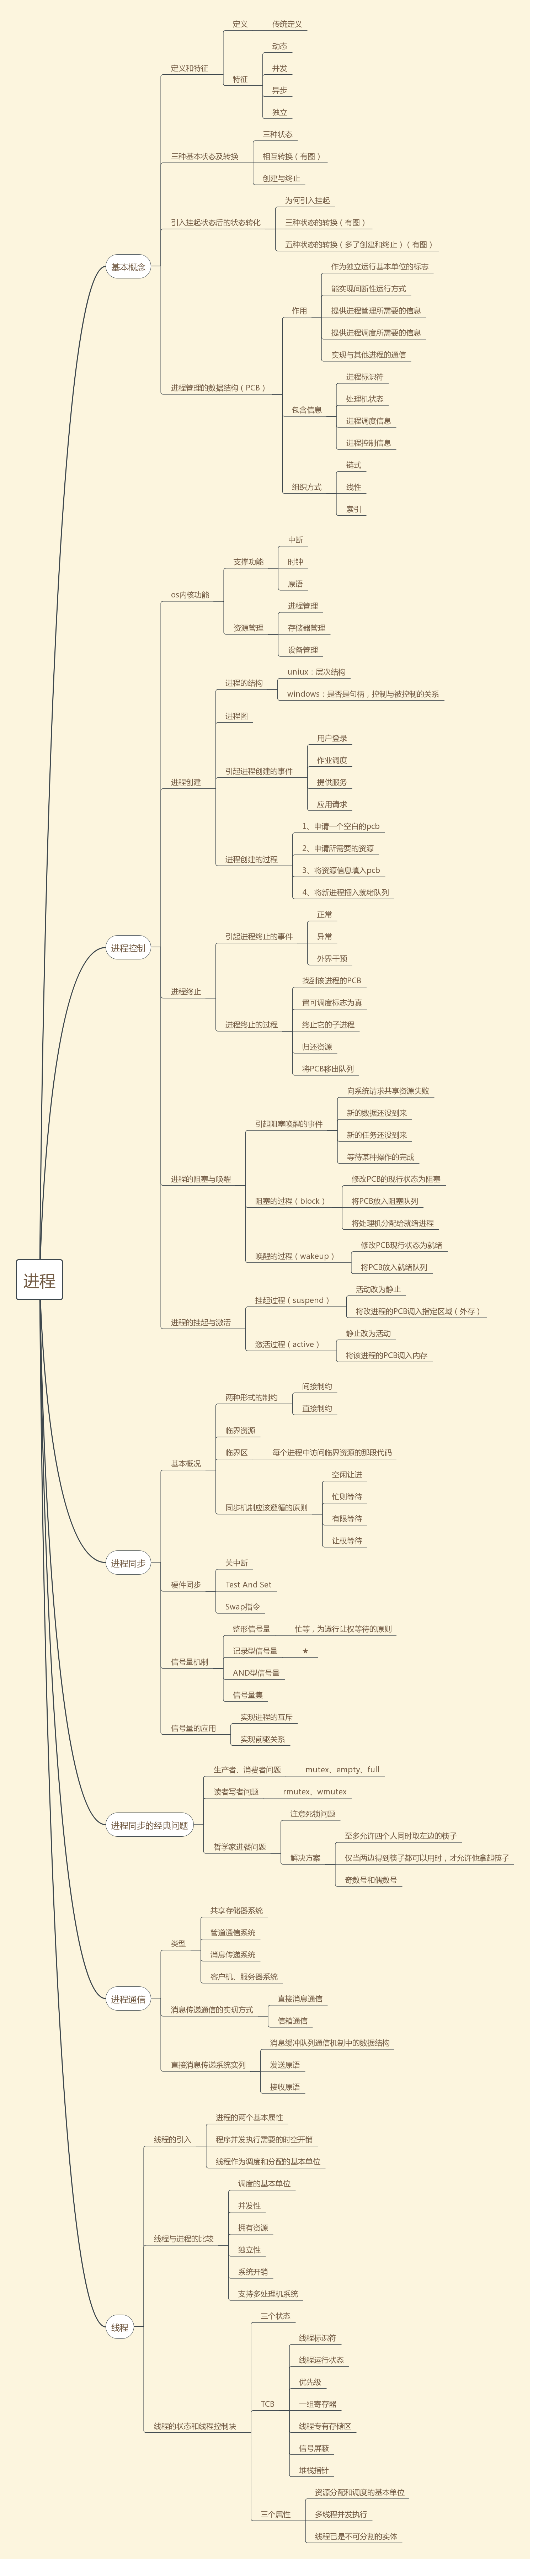 进程
基本概念
定义和特征
定义
传统定义
特征
动态
并发
异步
独立
三种基本状态及转换
三种状态
相互转换（有图）
创建与终止
引入挂起状态后的状态转化
为何引入挂起
三种状态的转换（有图）
五种状态的转换（多了创建和终止）（有图）
进程管理的数据结构（PCB）
作用
作为独立运行基本单位的标志
能实现间断性运行方式
提供进程管理所需要的信息
提供进程调度所需要的信息
实现与其他进程的通信
包含信息
进程标识符
处理机状态
进程调度信息
进程控制信息
组织方式
链式
线性
索引
进程控制
os内核功能
支撑功能
中断
时钟
原语
资源管理
进程管理
存储器管理
设备管理
进程创建
进程的结构
uniux：层次结构
windows：是否是句柄，控制与被控制的关系
进程图
引起进程创建的事件
用户登录
作业调度
提供服务
应用请求
进程创建的过程
1、申请一个空白的pcb
2、申请所需要的资源
3、将资源信息填入pcb
4、将新进程插入就绪队列
进程终止
引起进程终止的事件
正常
异常
外界干预
进程终止的过程
找到该进程的PCB
置可调度标志为真
终止它的子进程
归还资源
将PCB移出队列
进程的阻塞与唤醒
引起阻塞唤醒的事件
向系统请求共享资源失败
新的数据还没到来
新的任务还没到来
等待某种操作的完成
阻塞的过程（block）
修改PCB的现行状态为阻塞
将PCB放入阻塞队列
将处理机分配给就绪进程
唤醒的过程（wakeup）
修改PCB现行状态为就绪
将PCB放入就绪队列
进程的挂起与激活
挂起过程（suspend）
活动改为静止
将改进程的PCB调入指定区域（外存）
激活过程（active）
静止改为活动
将该进程的PCB调入内存
进程同步
基本概况
两种形式的制约
间接制约
直接制约
临界资源
临界区
每个进程中访问临界资源的那段代码
同步机制应该遵循的原则
空闲让进
忙则等待
有限等待
让权等待
硬件同步
关中断
Test And Set
Swap指令
信号量机制
整形信号量
忙等，为遵行让权等待的原则
记录型信号量
★
AND型信号量
信号量集
信号量的应用
实现进程的互斥
实现前驱关系
进程同步的经典问题
生产者、消费者问题
mutex、empty、full
读者写者问题
rmutex、wmutex
哲学家进餐问题
注意死锁问题
解决方案
至多允许四个人同时取左边的筷子
仅当两边得到筷子都可以用时，才允许他拿起筷子
奇数号和偶数号
进程通信
类型
共享存储器系统
管道通信系统
消息传递系统
客户机、服务器系统
消息传递通信的实现方式
直接消息通信
信箱通信
直接消息传递系统实列
消息缓冲队列通信机制中的数据结构
发送原语
接收原语
线程
线程的引入
进程的两个基本属性
程序并发执行需要的时空开销
线程作为调度和分配的基本单位
线程与进程的比较
调度的基本单位
并发性
拥有资源
独立性
系统开销
支持多处理机系统
线程的状态和线程控制块
三个状态
TCB
线程标识符
线程运行状态
优先级
一组寄存器
线程专有存储区
信号屏蔽
堆栈指针
三个属性
资源分配和调度的基本单位
多线程并发执行
线程已是不可分割的实体